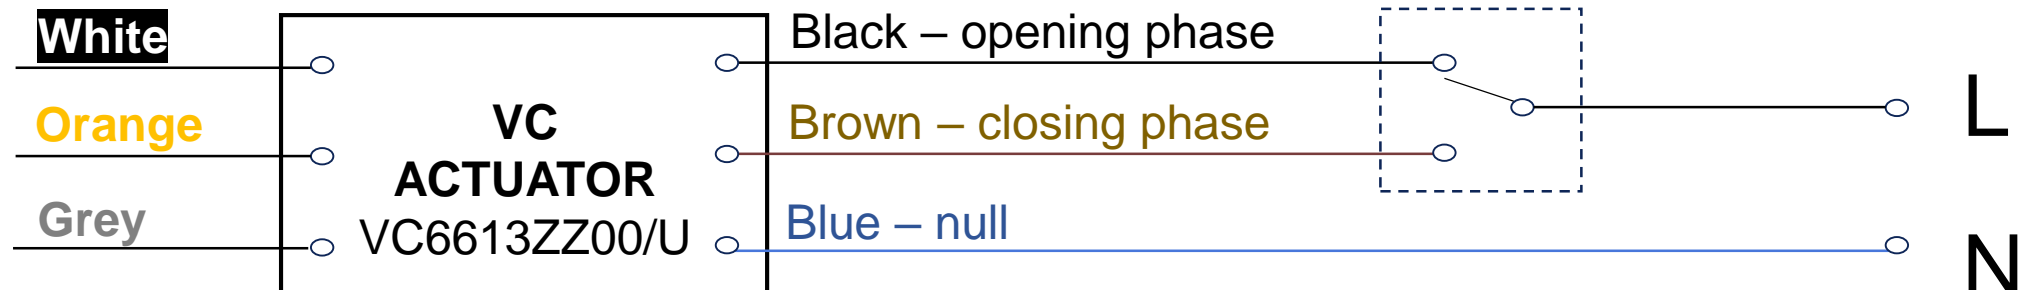 White
Orange
Grey
VC
ACTUATOR
VC6613ZZ00/U
Black – opening phase
Brown – closing phase
Blue – null
L
N